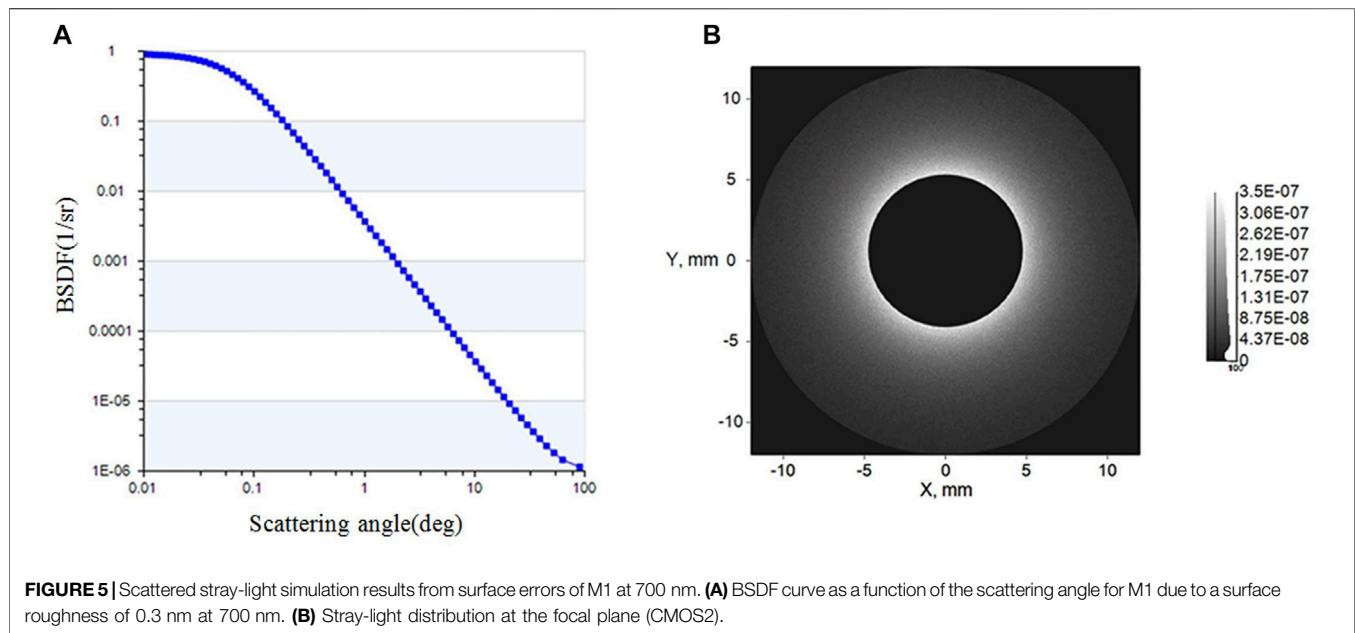 A
1
0.1
0.01
0.001
0.0001
1E-05
1E-06
BSDF(1/sr)
0.01 0.1 1 10 100
Scattering angle(deg)
B
10
5
Y, mm 0
-5
-10
-10 -5 0 5 10
X, mm
3.5E-07
3.06E-07
2.62E-07
2.19E-07
1.75E-07
1.31E-07
8.75E-08
4.37E-08
0
100
FIGURE 5 | Scattered stray-light simulation results from surface errors of M1 at 700 nm. (A) BSDF curve as a function of the scattering angle for M1 due to a surface
roughness of 0.3 nm at 700 nm. (B) Stray-light distribution at the focal plane (CMOS2).